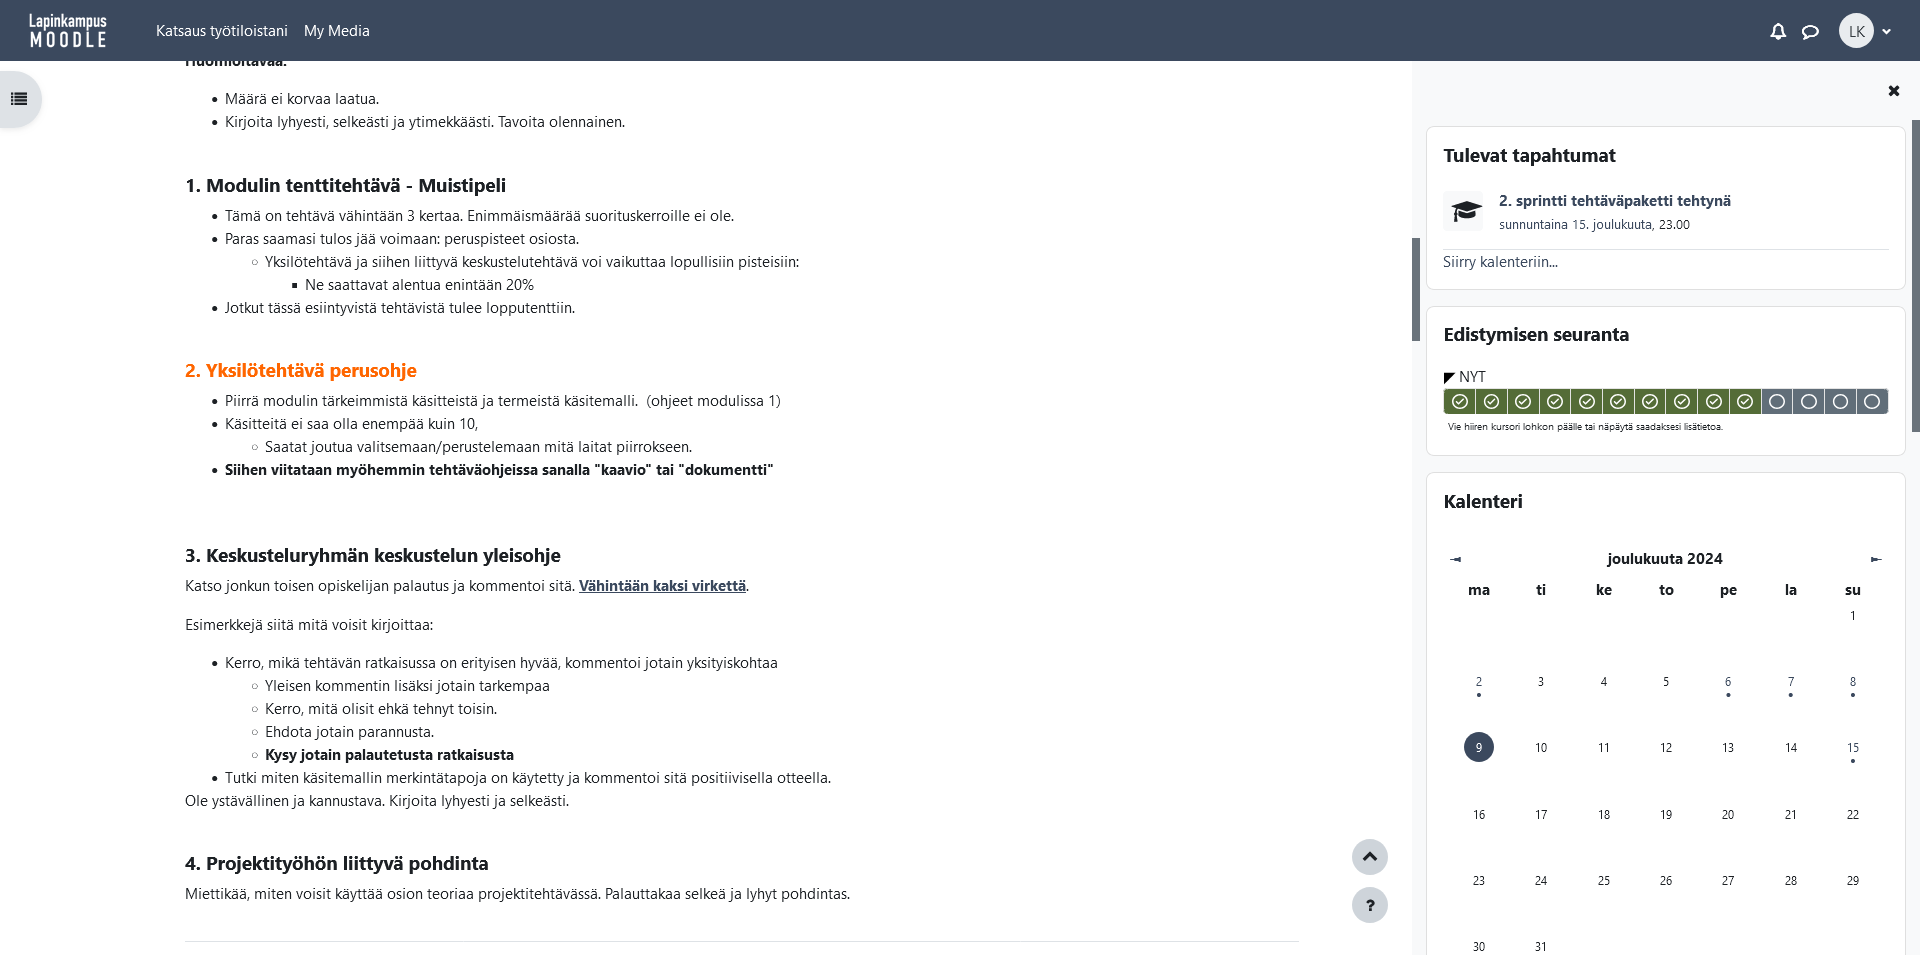 Lapinkampus
MOODLE
Katsaus työtiloistani
My Media
LK
Huomioitavaa:
Määrä ei korvaa laatua.
Kirjoita lyhyesti, selkeästi ja ytimekkäästi. Tavoita olennainen.
1. Modulin tenttitehtävä - Muistipeli
Tämä on tehtävä vähintään 3 kertaa. Enimmäismäärää suorituskerroille ei ole.
Paras saamasi tulos jää voimaan: peruspisteet osiosta.
Yksilötehtävä ja siihen liittyvä keskustelutehtävä voi vaikuttaa lopullisiin pisteisiin:
Ne saattavat alentua enintään 20%
Jotkut tässä esiintyvistä tehtävistä tulee lopputenttiin.
2. Yksilötehtävä perusohje
Piirrä modulin tärkeimmistä käsitteistä ja termeistä käsitemalli.  (ohjeet modulissa 1)
Käsitteitä ei saa olla enempää kuin 10,
Saatat joutua valitsemaan/perustelemaan mitä laitat piirrokseen.
Siihen viitataan myöhemmin tehtäväohjeissa sanalla "kaavio" tai "dokumentti"
3. Keskusteluryhmän keskustelun yleisohje
Katso jonkun toisen opiskelijan palautus ja kommentoi sitä. Vähintään kaksi virkettä.
Esimerkkejä siitä mitä voisit kirjoittaa:
Kerro, mikä tehtävän ratkaisussa on erityisen hyvää, kommentoi jotain yksityiskohtaa
Yleisen kommentin lisäksi jotain tarkempaa
Kerro, mitä olisit ehkä tehnyt toisin.
Ehdota jotain parannusta.
Kysy jotain palautetusta ratkaisusta
Tutki miten käsitemallin merkintätapoja on käytetty ja kommentoi sitä positiivisella otteella.
Ole ystävällinen ja kannustava. Kirjoita lyhyesti ja selkeästi.
4. Projektityöhön liittyvä pohdinta
Miettikää, miten voisit käyttää osion teoriaa projektitehtävässä. Palauttakaa selkeä ja lyhyt pohdintas.
?
Tulevat tapahtumat
2. sprintti tehtäväpaketti tehtynä
sunnuntaina 15. joulukuuta, 23.00
Siirry kalenteriin...
Edistymisen seuranta
NYT
Vie hiiren kursori lohkon päälle tai näpäytä saadaksesi lisätietoa.
Kalenteri
◄ joulukuuta 2024 ►
ma ti ke to pe la su
1
2 3 4 5 6 7 8
9 10 11 12 13 14 15
16 17 18 19 20 21 22
23 24 25 26 27 28 29
30 31